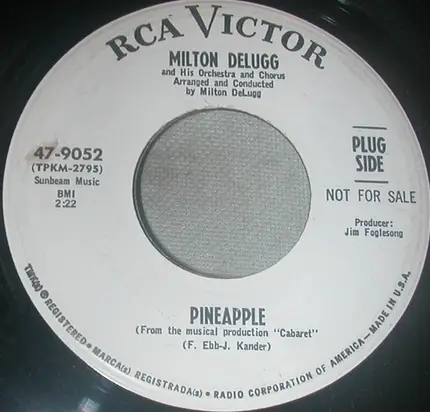 RCA VICTOR
MILTON DELUGG
and His Orchestra and Chorus
Arranged and Conducted
by Milton DeLugg
47-9052
(TPKM-2795)
Sunbeam Music
BMI
2:22
PLUG
SIDE
NOT FOR SALE
Producer:
Jim Foglesong
PINEAPPLE
(From the musical production "Cabaret")
(F. Ebb-J. Kander)
TMK(s) ® REGISTERED • MARCA(s) REGISTRADA(s) • RADIO CORPORATION OF AMERICA—MADE IN U.S.A.